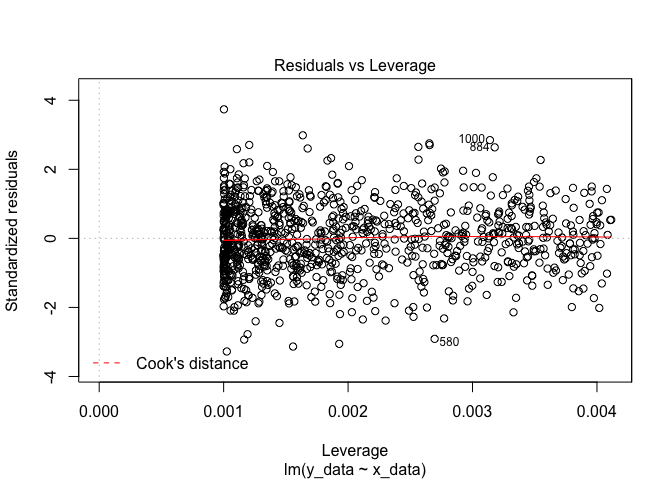 Residuals vs Leverage
Standardized residuals
4
2
0
-2
-4
1000
884
580
Cook's distance
0.000 0.001 0.002 0.003 0.004
Leverage
lm(y_data ~ x_data)